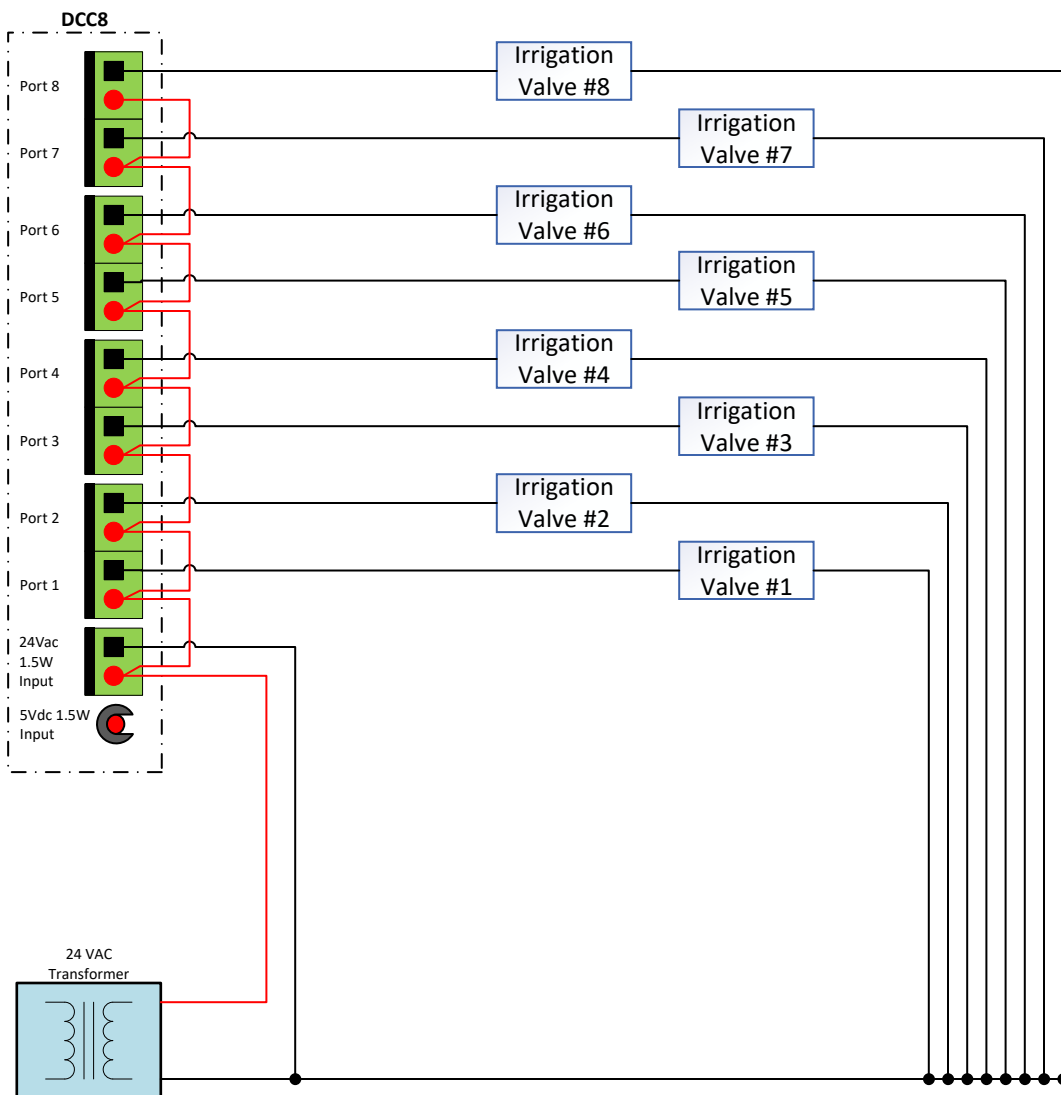 DCC8
Port 8
Irrigation
Valve #8
Port 7
Irrigation
Valve #7
Port 6
Irrigation
Valve #6
Port 5
Irrigation
Valve #5
Port 4
Irrigation
Valve #4
Port 3
Irrigation
Valve #3
Port 2
Irrigation
Valve #2
Port 1
Irrigation
Valve #1
24Vac
1.5W
Input
5Vdc 1.5W
Input
24 VAC
Transformer